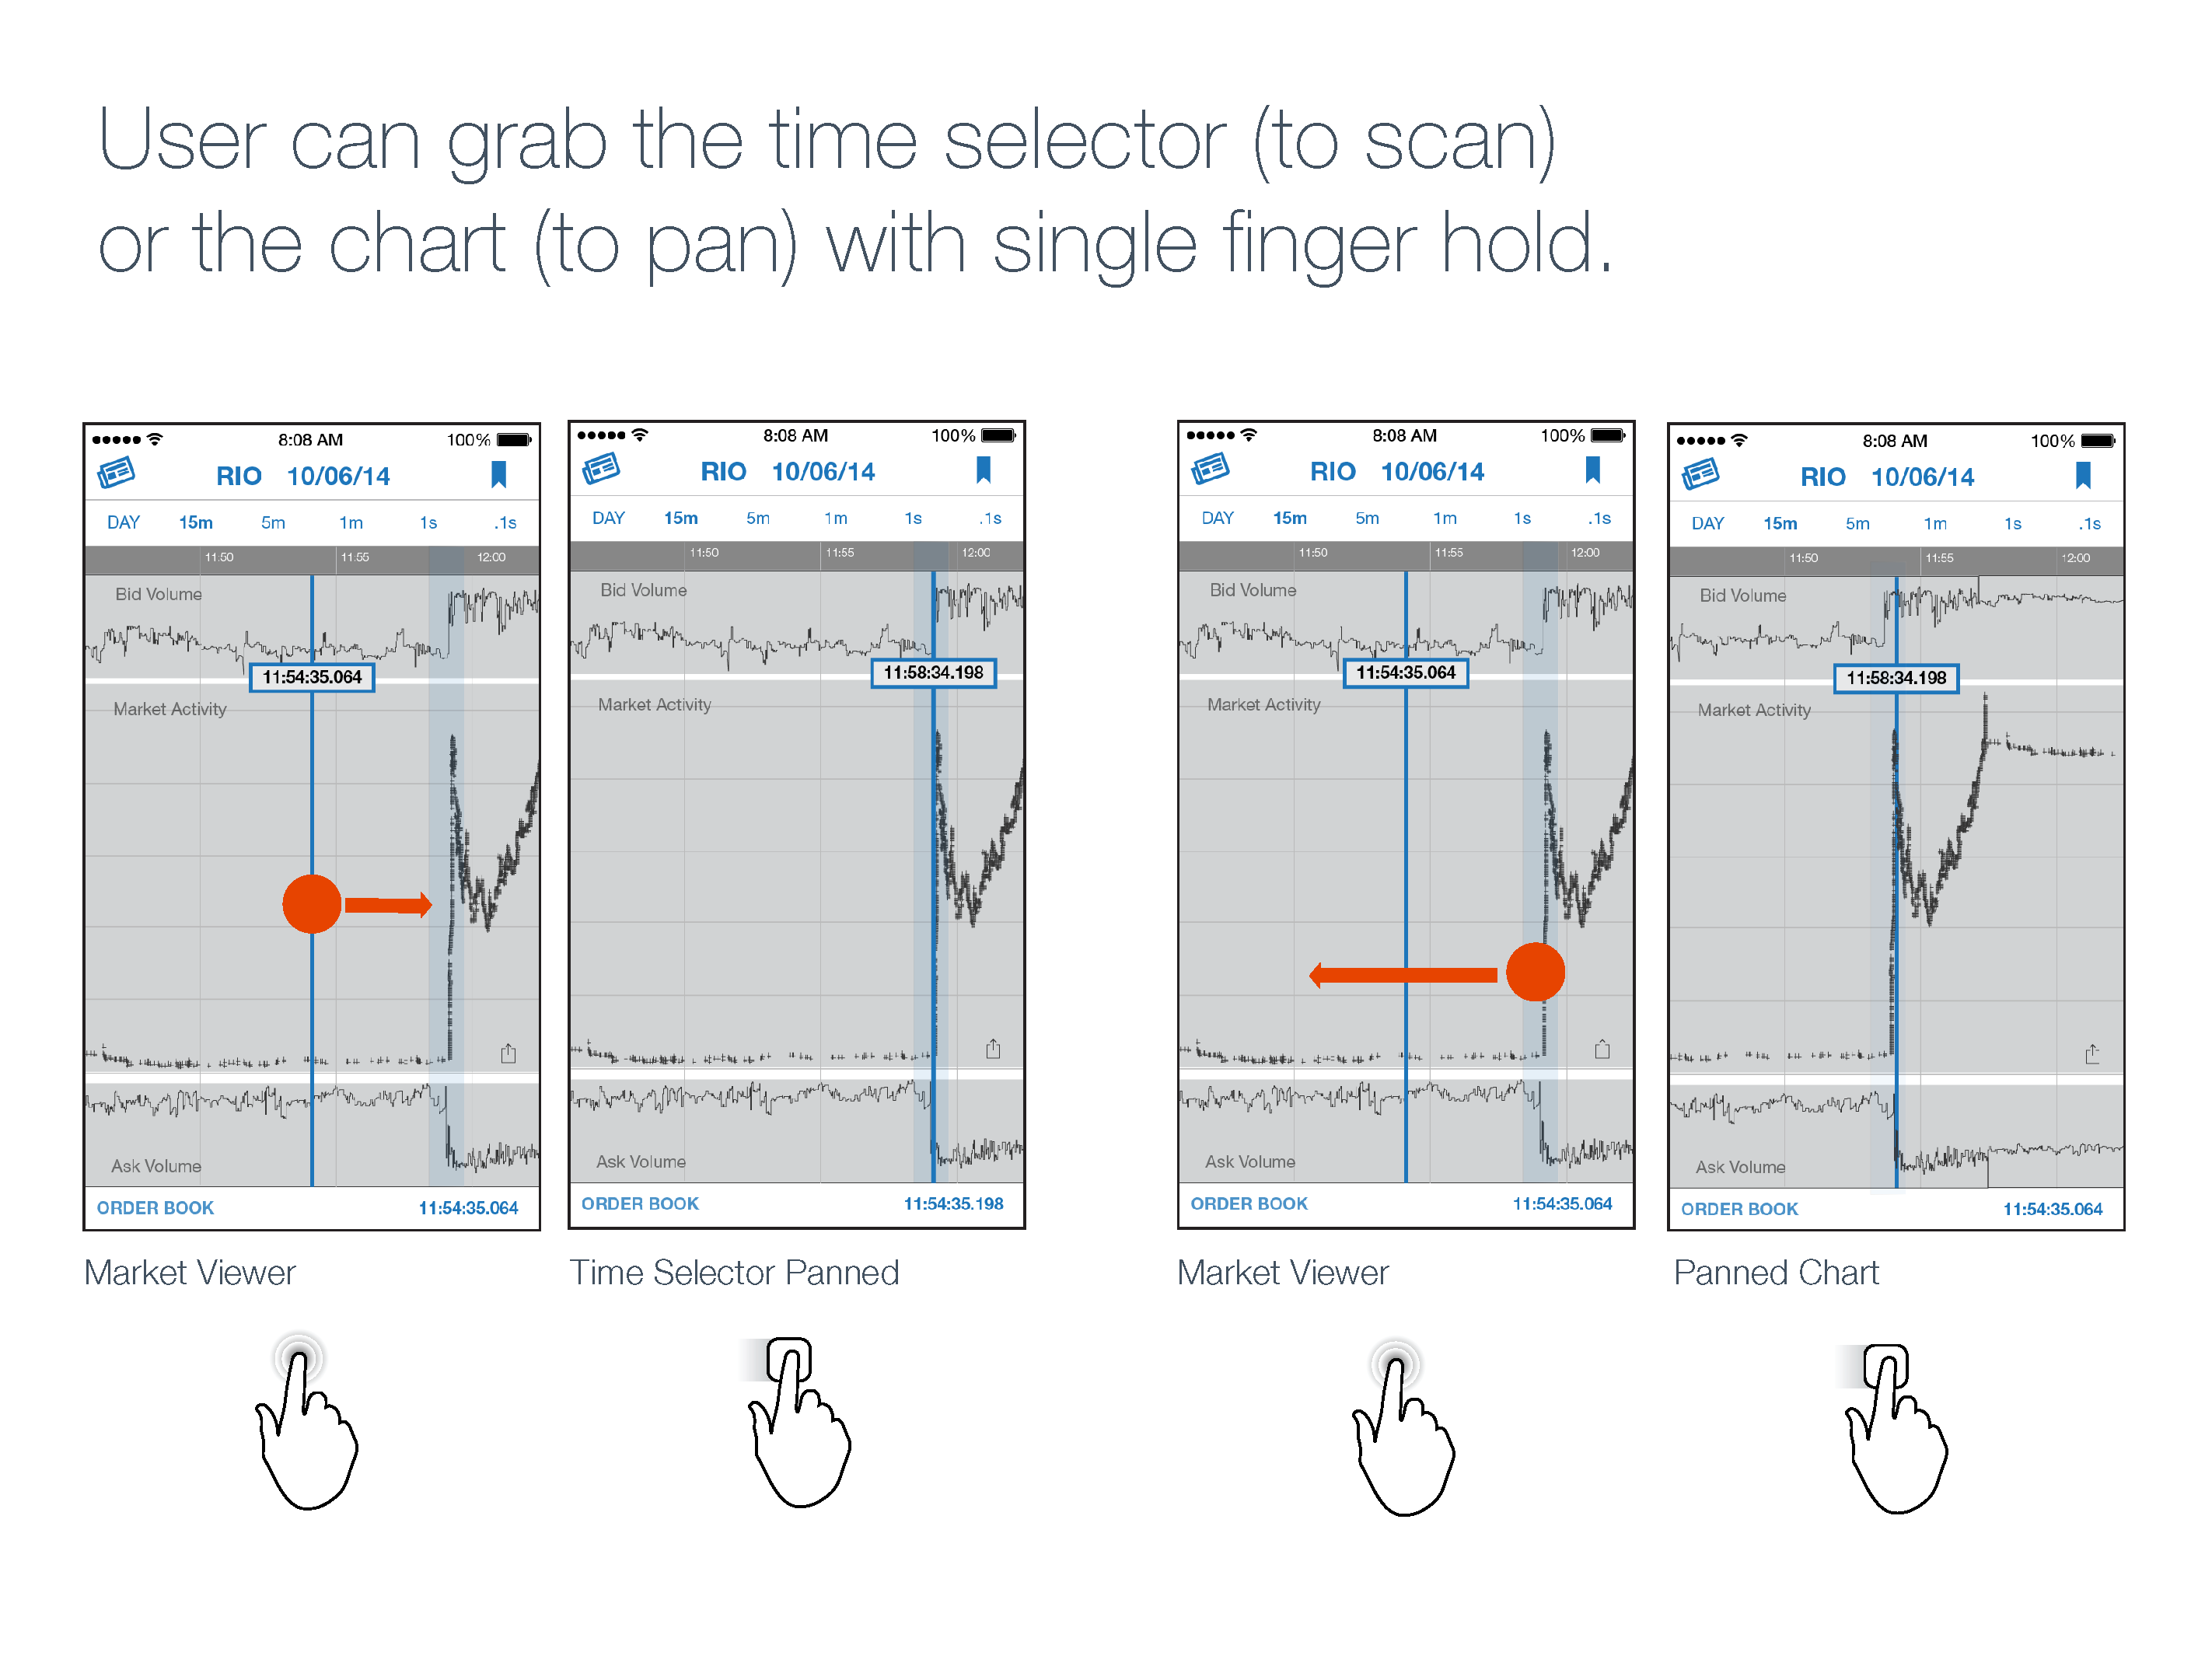 User can grab the time selector (to scan)
or the chart (to pan) with single finger hold.
8:08 AM 100%
RIO 10/06/14
DAY 15m 5m 1m 1s .1s
11:50 11:55 12:00
Bid Volume
11:54:35.064
Market Activity
Ask Volume
ORDER BOOK 11:54:35.064
Market Viewer
8:08 AM 100%
RIO 10/06/14
DAY 15m 5m 1m 1s .1s
11:50 11:55 12:00
Bid Volume
11:58:34.198
Market Activity
Ask Volume
ORDER BOOK 11:54:35.198
Time Selector Panned
8:08 AM 100%
RIO 10/06/14
DAY 15m 5m 1m 1s .1s
11:50 11:55 12:00
Bid Volume
11:54:35.064
Market Activity
Ask Volume
ORDER BOOK 11:54:35.064
Market Viewer
8:08 AM 100%
RIO 10/06/14
DAY 15m 5m 1m 1s .1s
11:50 11:55 12:00
Bid Volume
11:58:34.198
Market Activity
Ask Volume
ORDER BOOK 11:54:35.064
Panned Chart